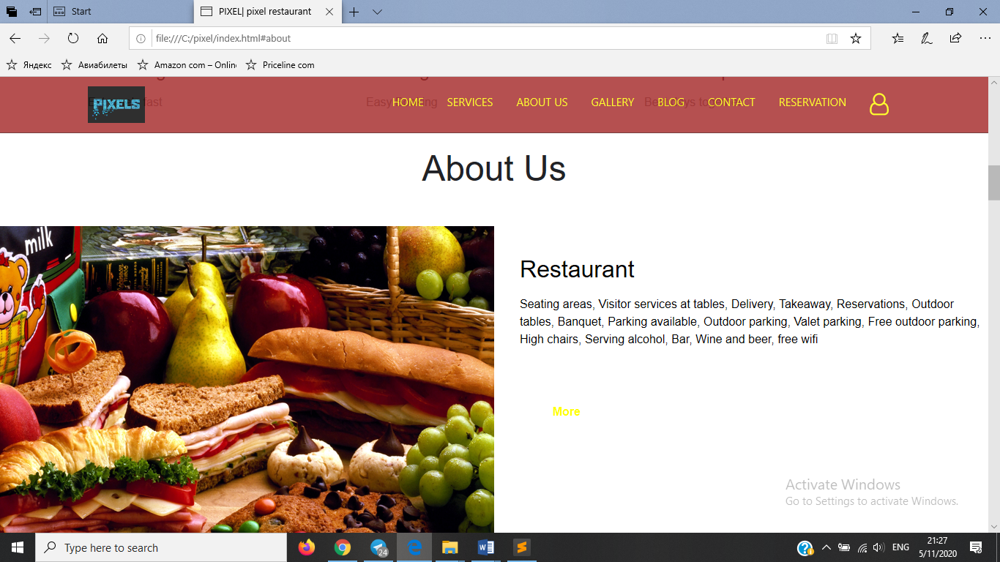 Start
PIXEL| pixel restaurant
file:///C:/pixel/index.html#about
Яндекс
Авиабилеты
Amazon com – Onlin
Priceline com
fast
Easy
PIXELS
HOME
SERVICES
ABOUT US
GALLERY
BLOG
CONTACT
RESERVATION
About Us
milk
Restaurant
Seating areas, Visitor services at tables, Delivery, Takeaway, Reservations, Outdoor
tables, Banquet, Parking available, Outdoor parking, Valet parking, Free outdoor parking,
High chairs, Serving alcohol, Bar, Wine and beer, free wifi
More
Activate Windows
Go to Settings to activate Windows.
Type here to search
24
ENG
21:27
5/11/2020